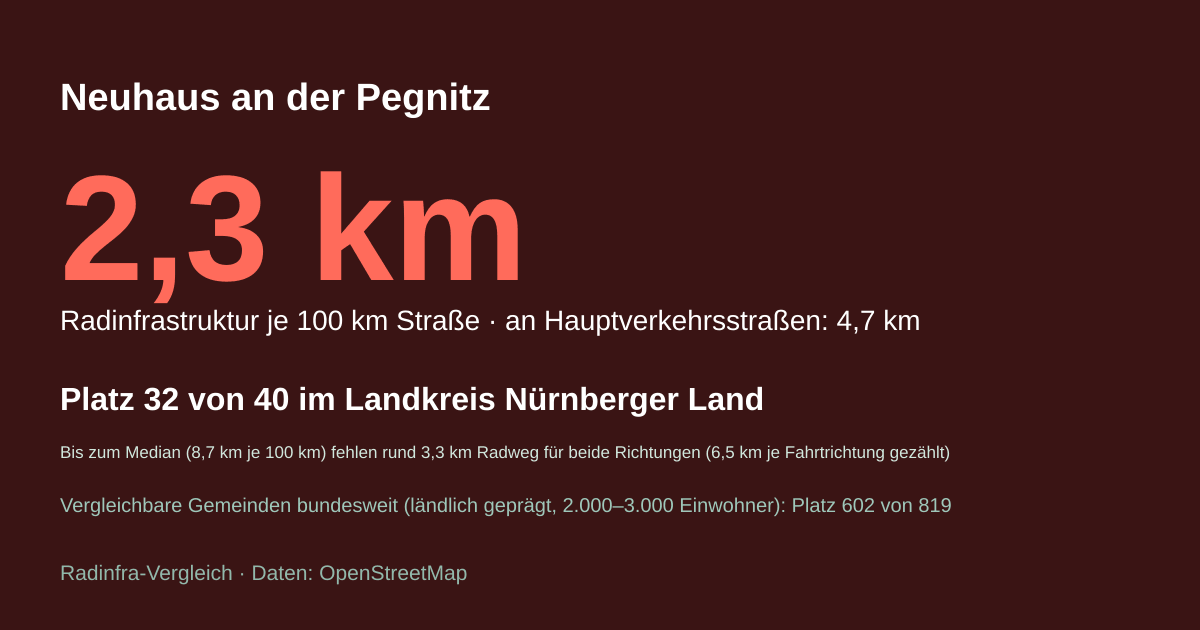 Neuhaus an der Pegnitz
2,3 km
Radinfrastruktur je 100 km Straße · an Hauptverkehrsstraßen: 4,7 km
Platz 32 von 40 im Landkreis Nürnberger Land
Bis zum Median (8,7 km je 100 km) fehlen rund 3,3 km Radweg für beide Richtungen (6,5 km je Fahrtrichtung gezählt)
Vergleichbare Gemeinden bundesweit (ländlich geprägt, 2.000–3.000 Einwohner): Platz 602 von 819
Radinfra-Vergleich · Daten: OpenStreetMap